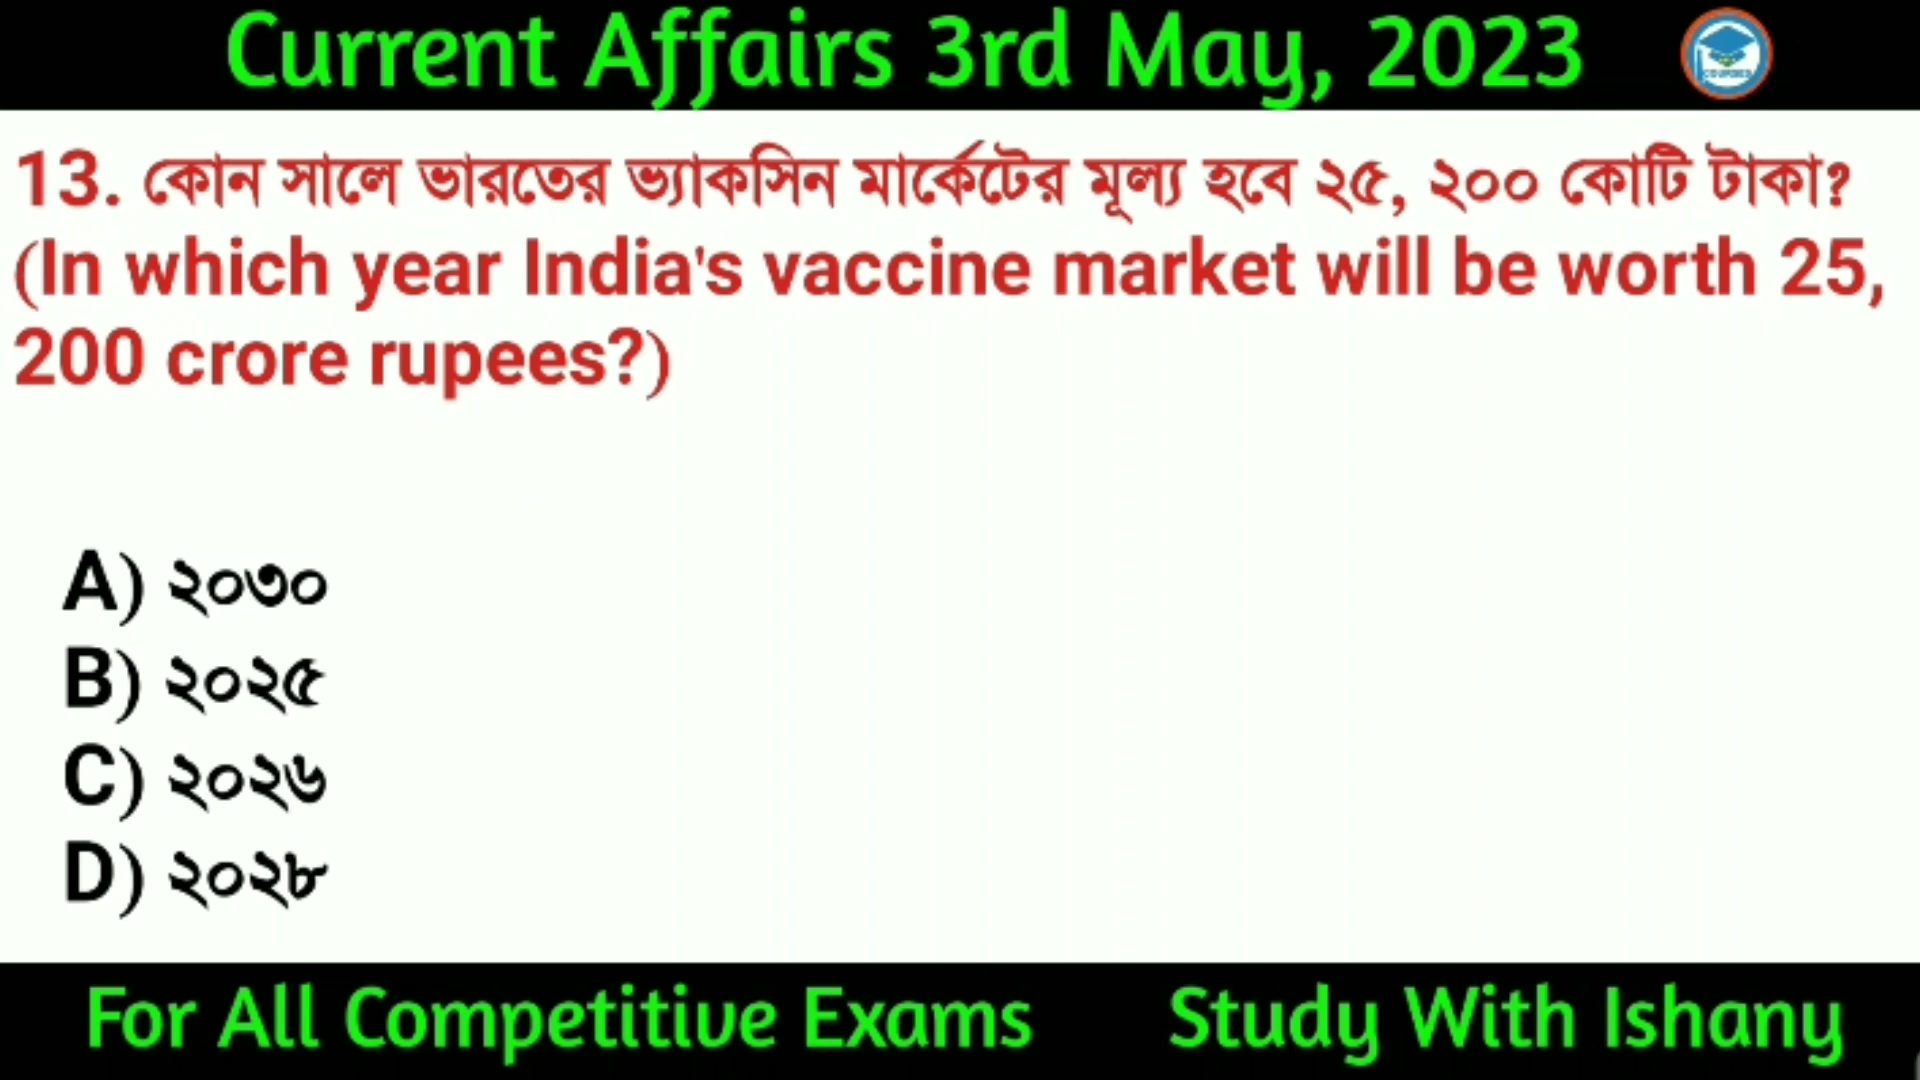 Current Affairs 3rd May, 2023
13. কোন সালে ভারতের ভ্যাকসিন মার্কেটের মূল্য হবে ২৫, ২০০ কোটি টাকা?
(In which year India's vaccine market will be worth 25,
200 crore rupees?)
A) ২০৩০
B) ২০২৫
C) ২০২৬
D) ২০২৮
For All Competitive Exams Study With Ishany